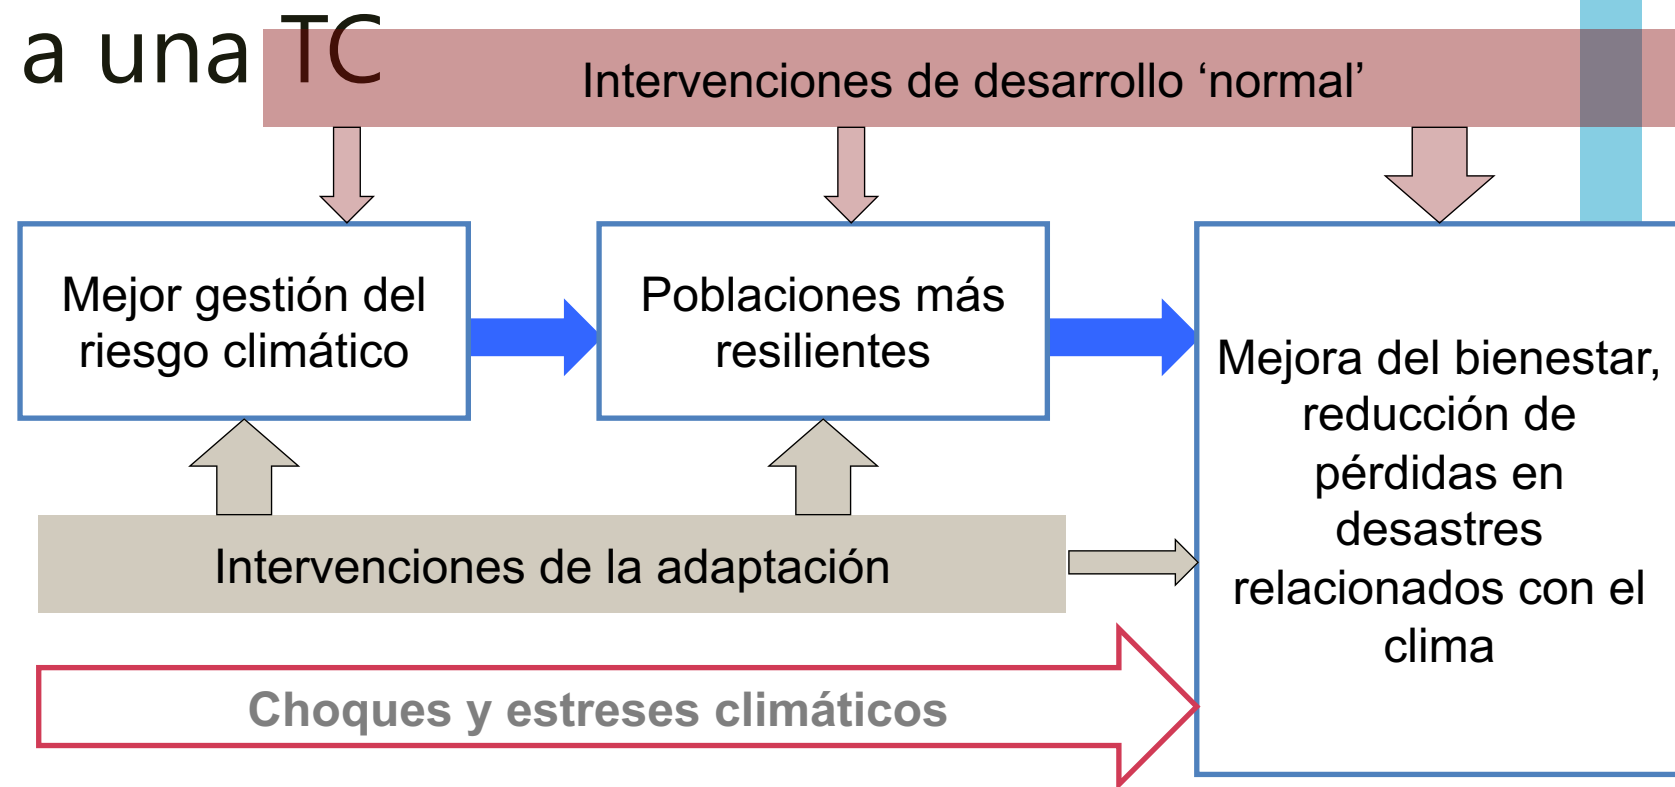 a una TC
Intervenciones de desarrollo ‘normal’
Mejor gestión del
riesgo climático
Poblaciones más
resilientes
Mejora del bienestar,
reducción de
pérdidas en
desastres
relacionados con el
clima
Intervenciones de la adaptación
Choques y estreses climáticos